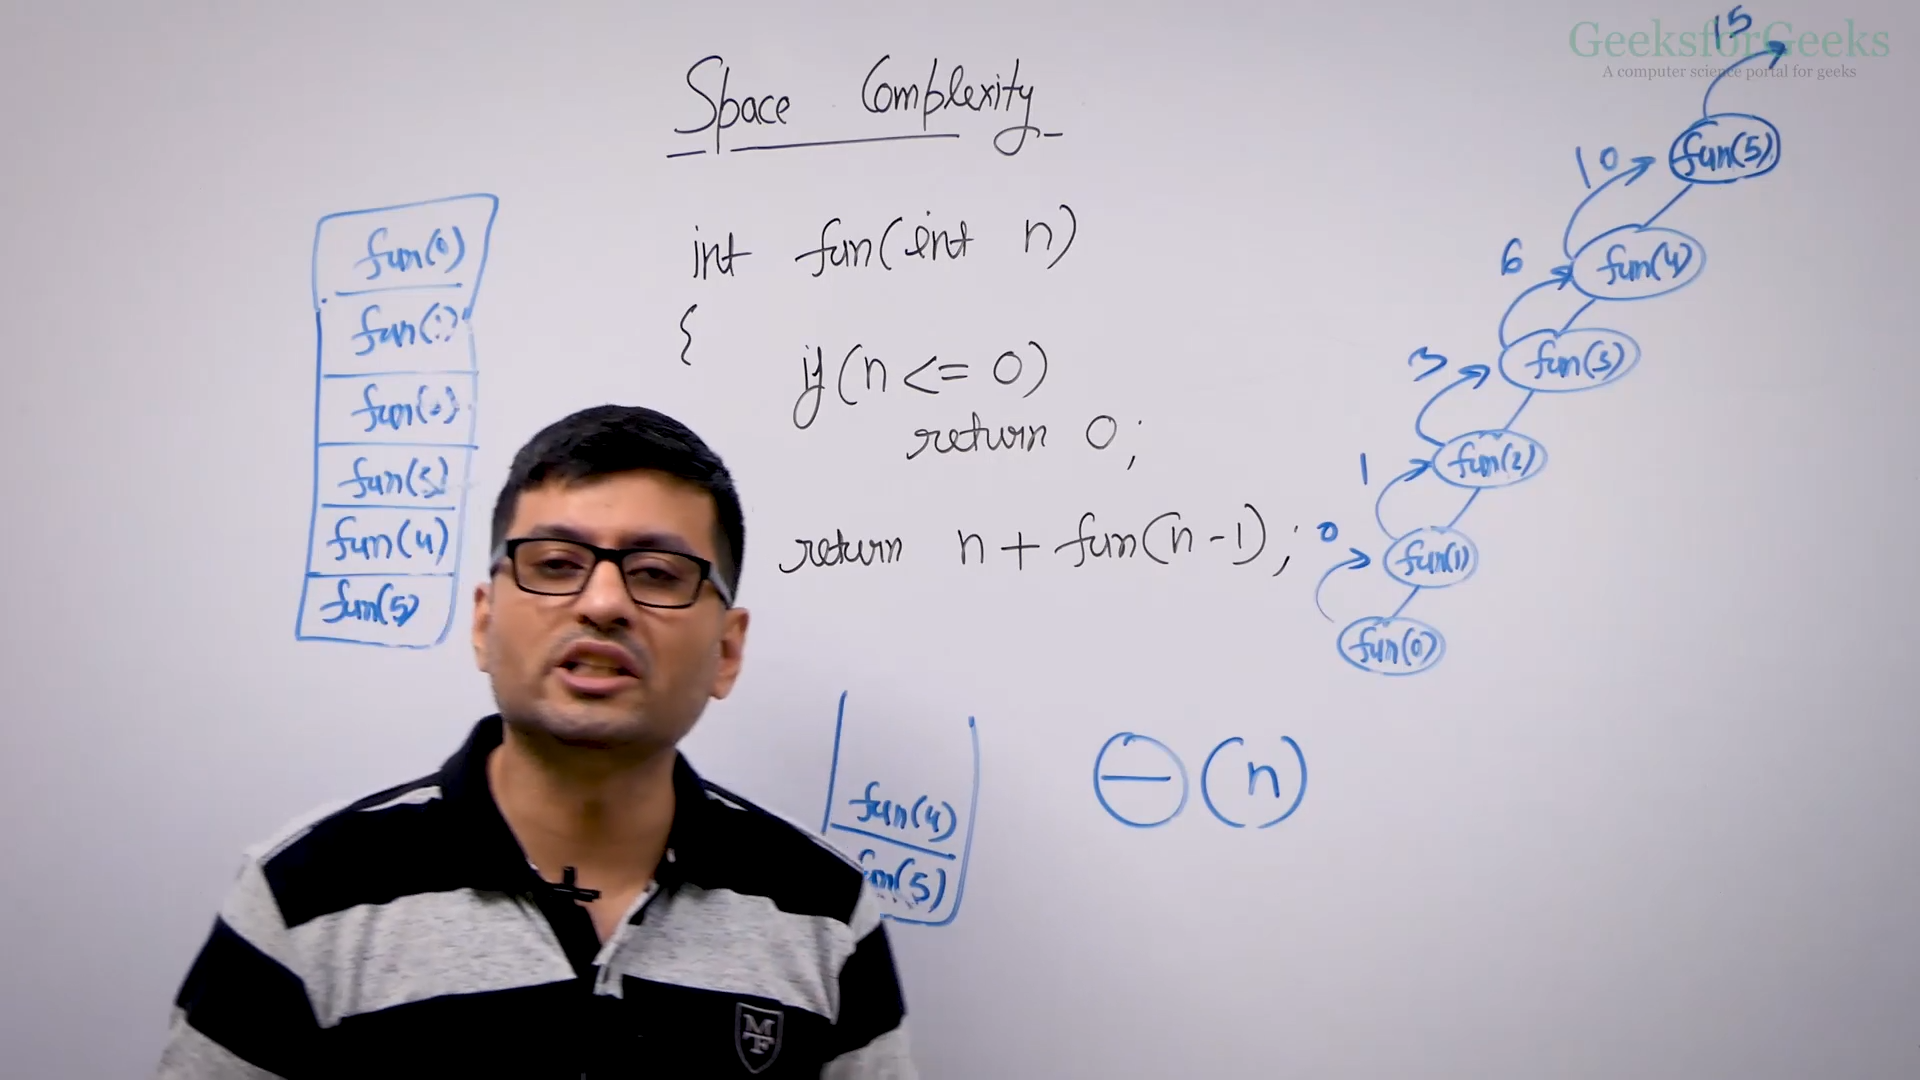 GeeksforGeeks
A computer science portal for geeks
Space Complexity
int fun(int n)
{
if(n <= 0)
return 0;
return n + fun(n-1);
fun(0)
fun(1)
fun(2)
fun(3)
fun(4)
fun(5)
15
fun(5)
10
fun(4)
6
fun(3)
3
fun(2)
1
fun(1)
0
fun(0)
fun(4)
fun(5)
Θ(n)
MF